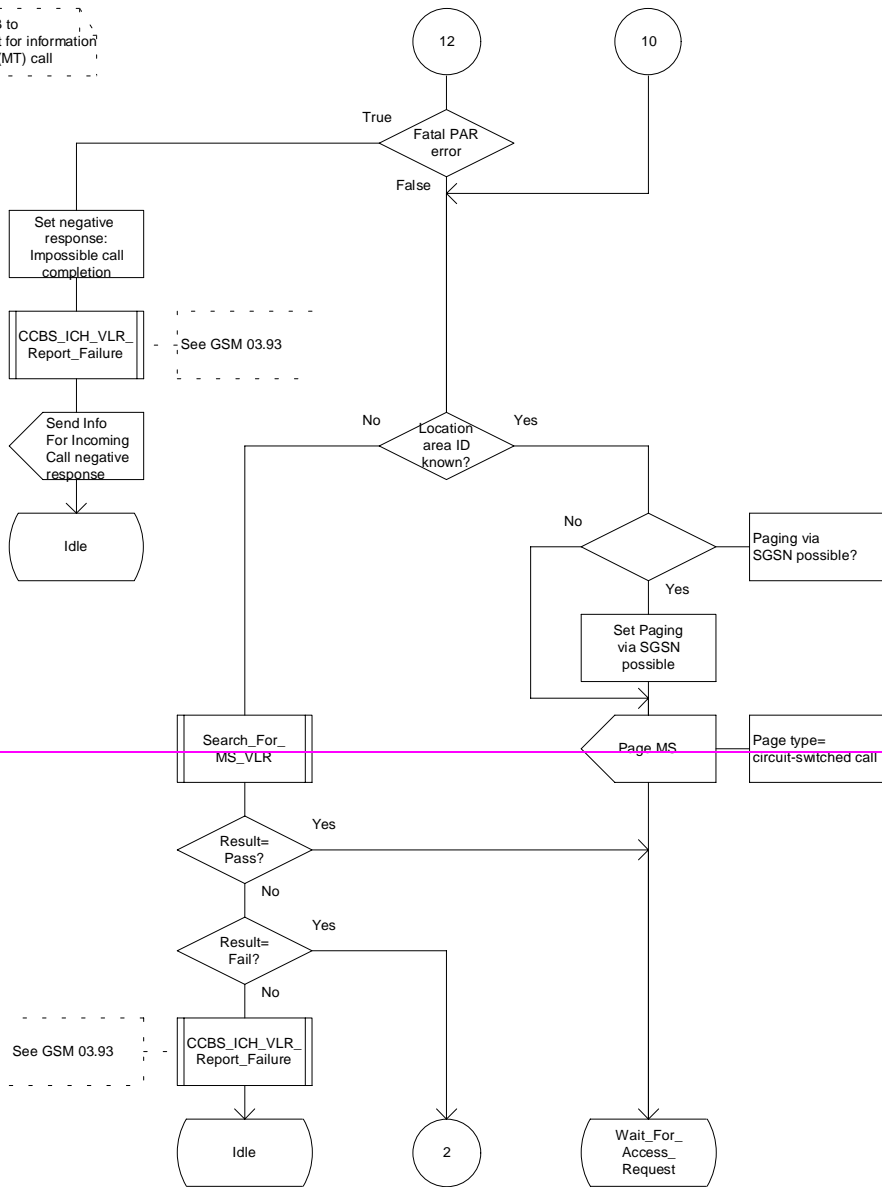 to
t for information
(MT) call
12
10
True
Fatal PAR
error
False
Set negative
response:
Impossible call
completion
CCBS_ICH_VLR_
Report_Failure
See GSM 03.93
Send Info
For Incoming
Call negative
response
Idle
No
Location
area ID
known?
Yes
No
Paging via
SGSN possible?
Yes
Set Paging
via SGSN
possible
Search_For_
MS_VLR
Page MS
Page type=
circuit-switched call
Result=
Pass?
Yes
No
Result=
Fail?
Yes
No
See GSM 03.93
CCBS_ICH_VLR_
Report_Failure
Idle
2
Wait_For_
Access_
Request